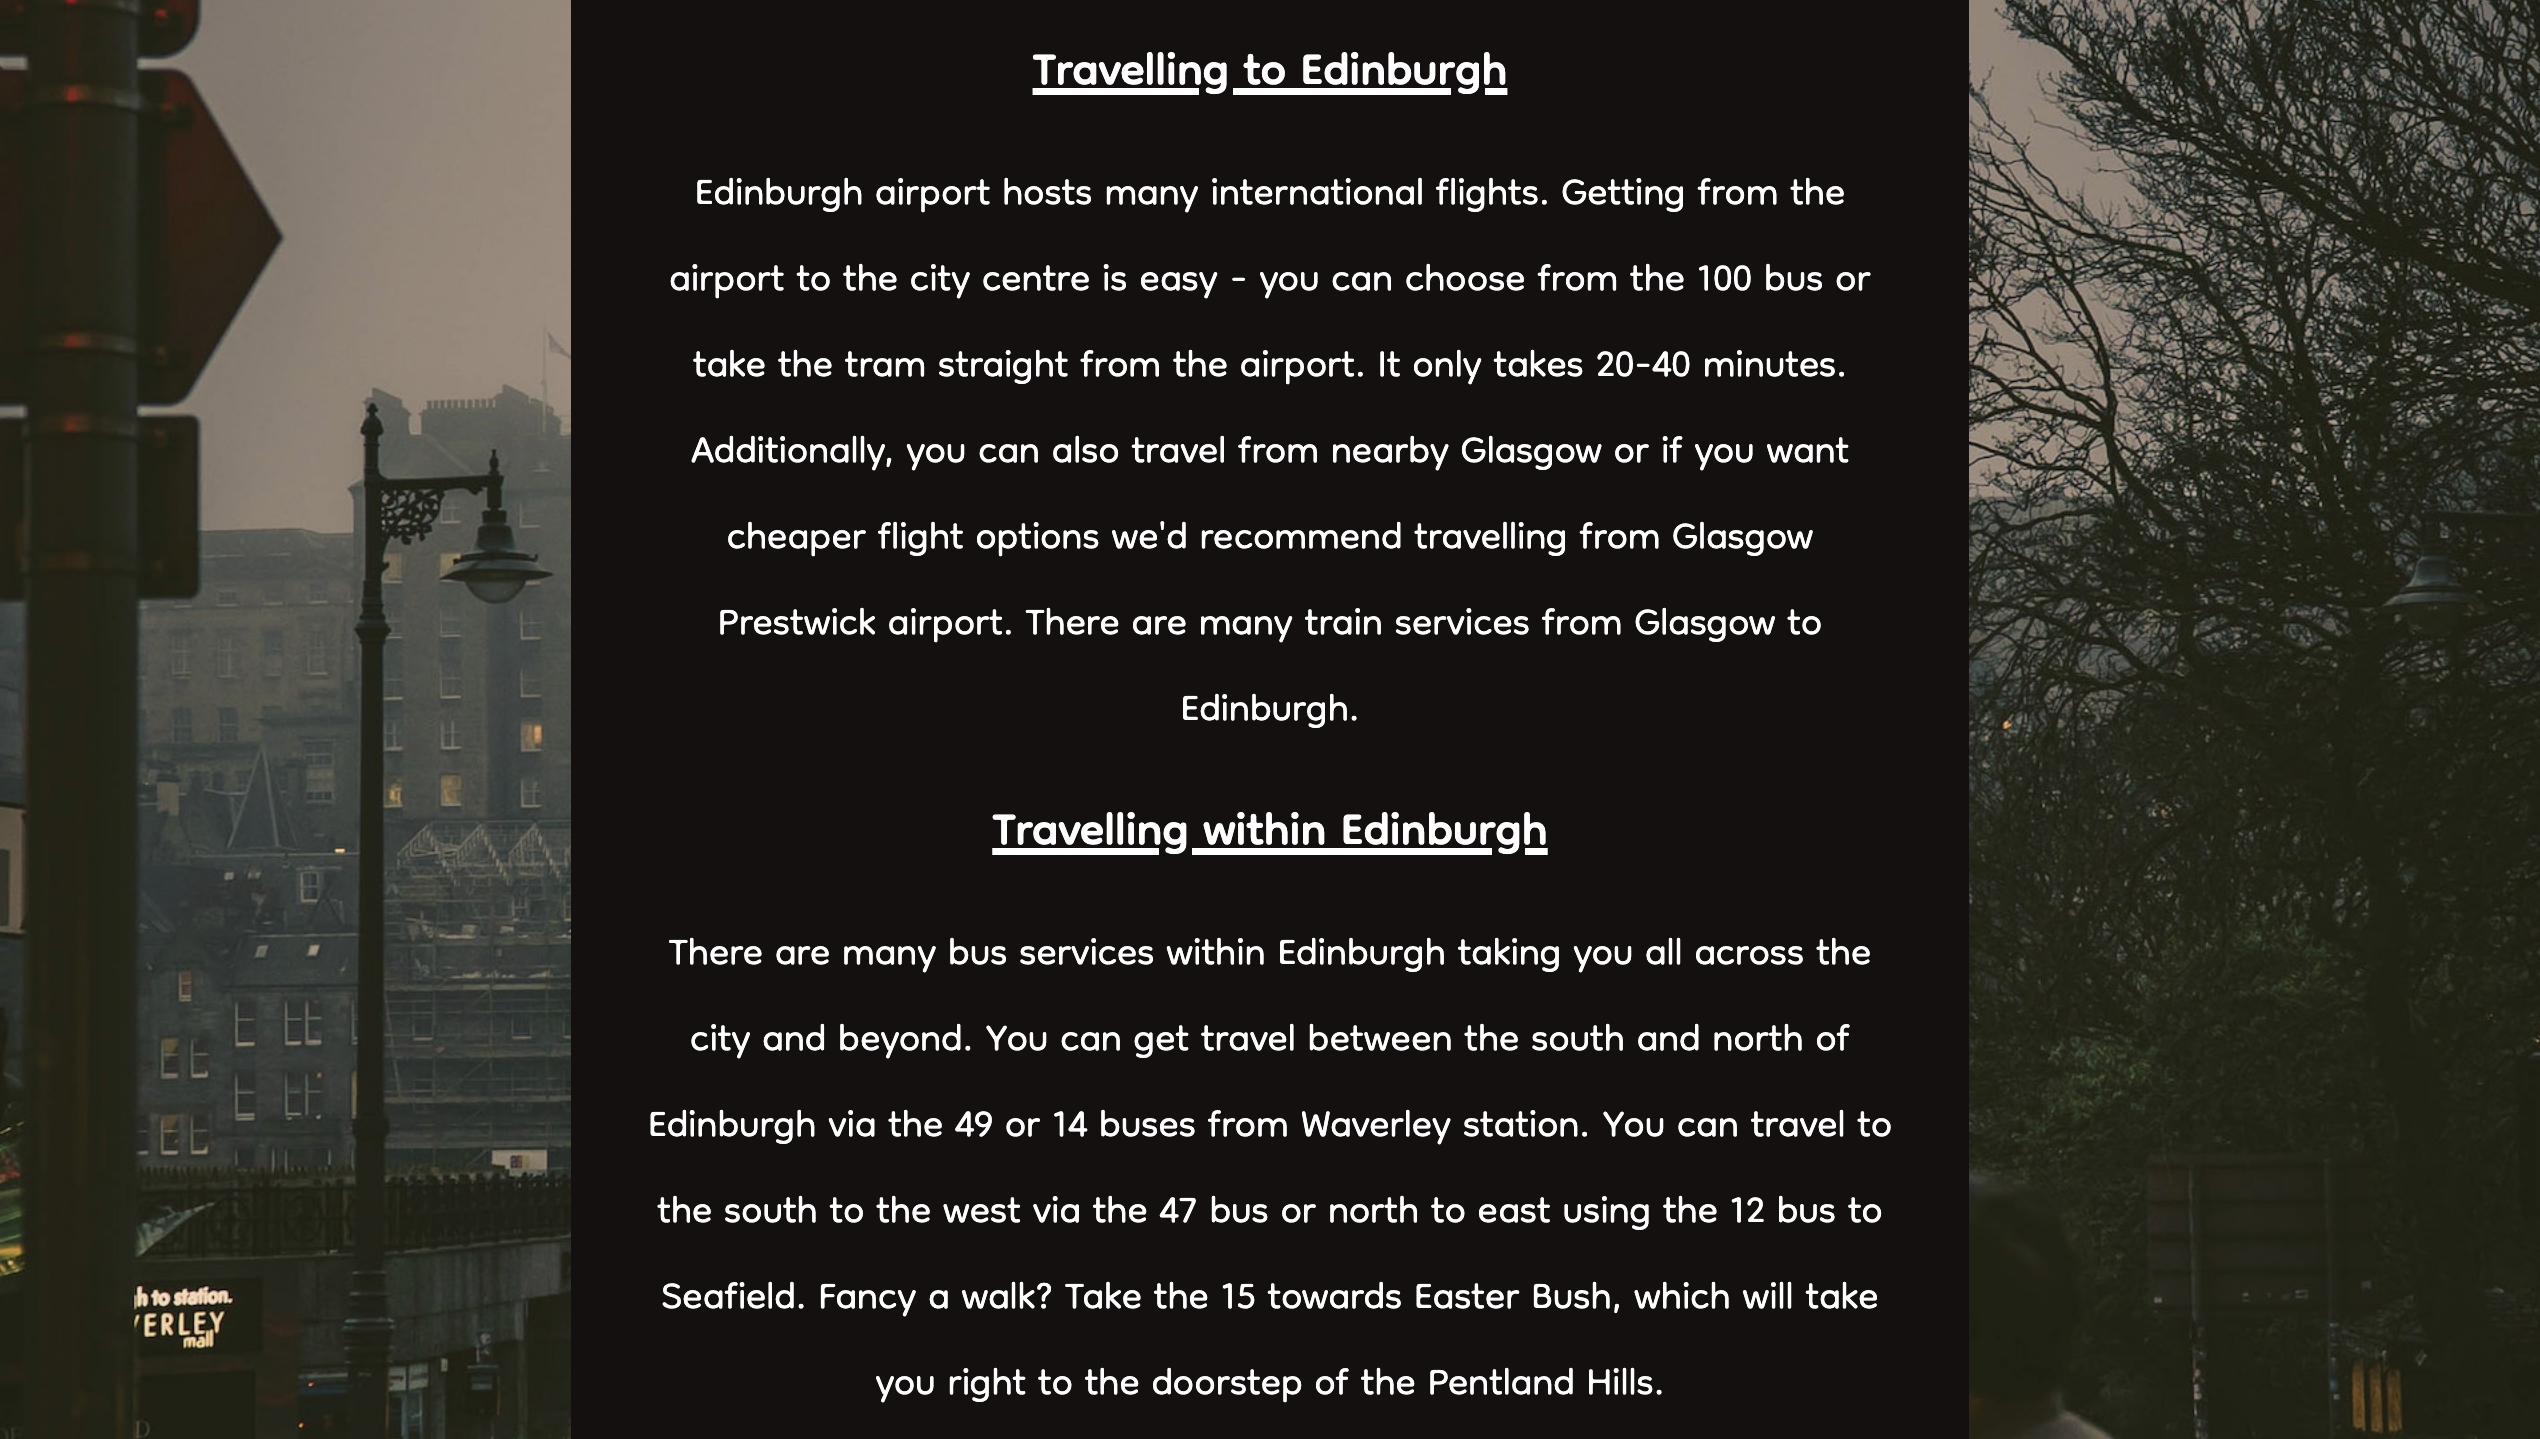 Travelling to Edinburgh
Edinburgh airport hosts many international flights. Getting from the
airport to the city centre is easy - you can choose from the 100 bus or
take the tram straight from the airport. It only takes 20-40 minutes.
Additionally, you can also travel from nearby Glasgow or if you want
cheaper flight options we'd recommend travelling from Glasgow
Prestwick airport. There are many train services from Glasgow to
Edinburgh.
Travelling within Edinburgh
There are many bus services within Edinburgh taking you all across the
city and beyond. You can get travel between the south and north of
Edinburgh via the 49 or 14 buses from Waverley station. You can travel to
the south to the west via the 47 bus or north to east using the 12 bus to
Seafield. Fancy a walk? Take the 15 towards Easter Bush, which will take
you right to the doorstep of the Pentland Hills.
h to station.
VERLEY
mall